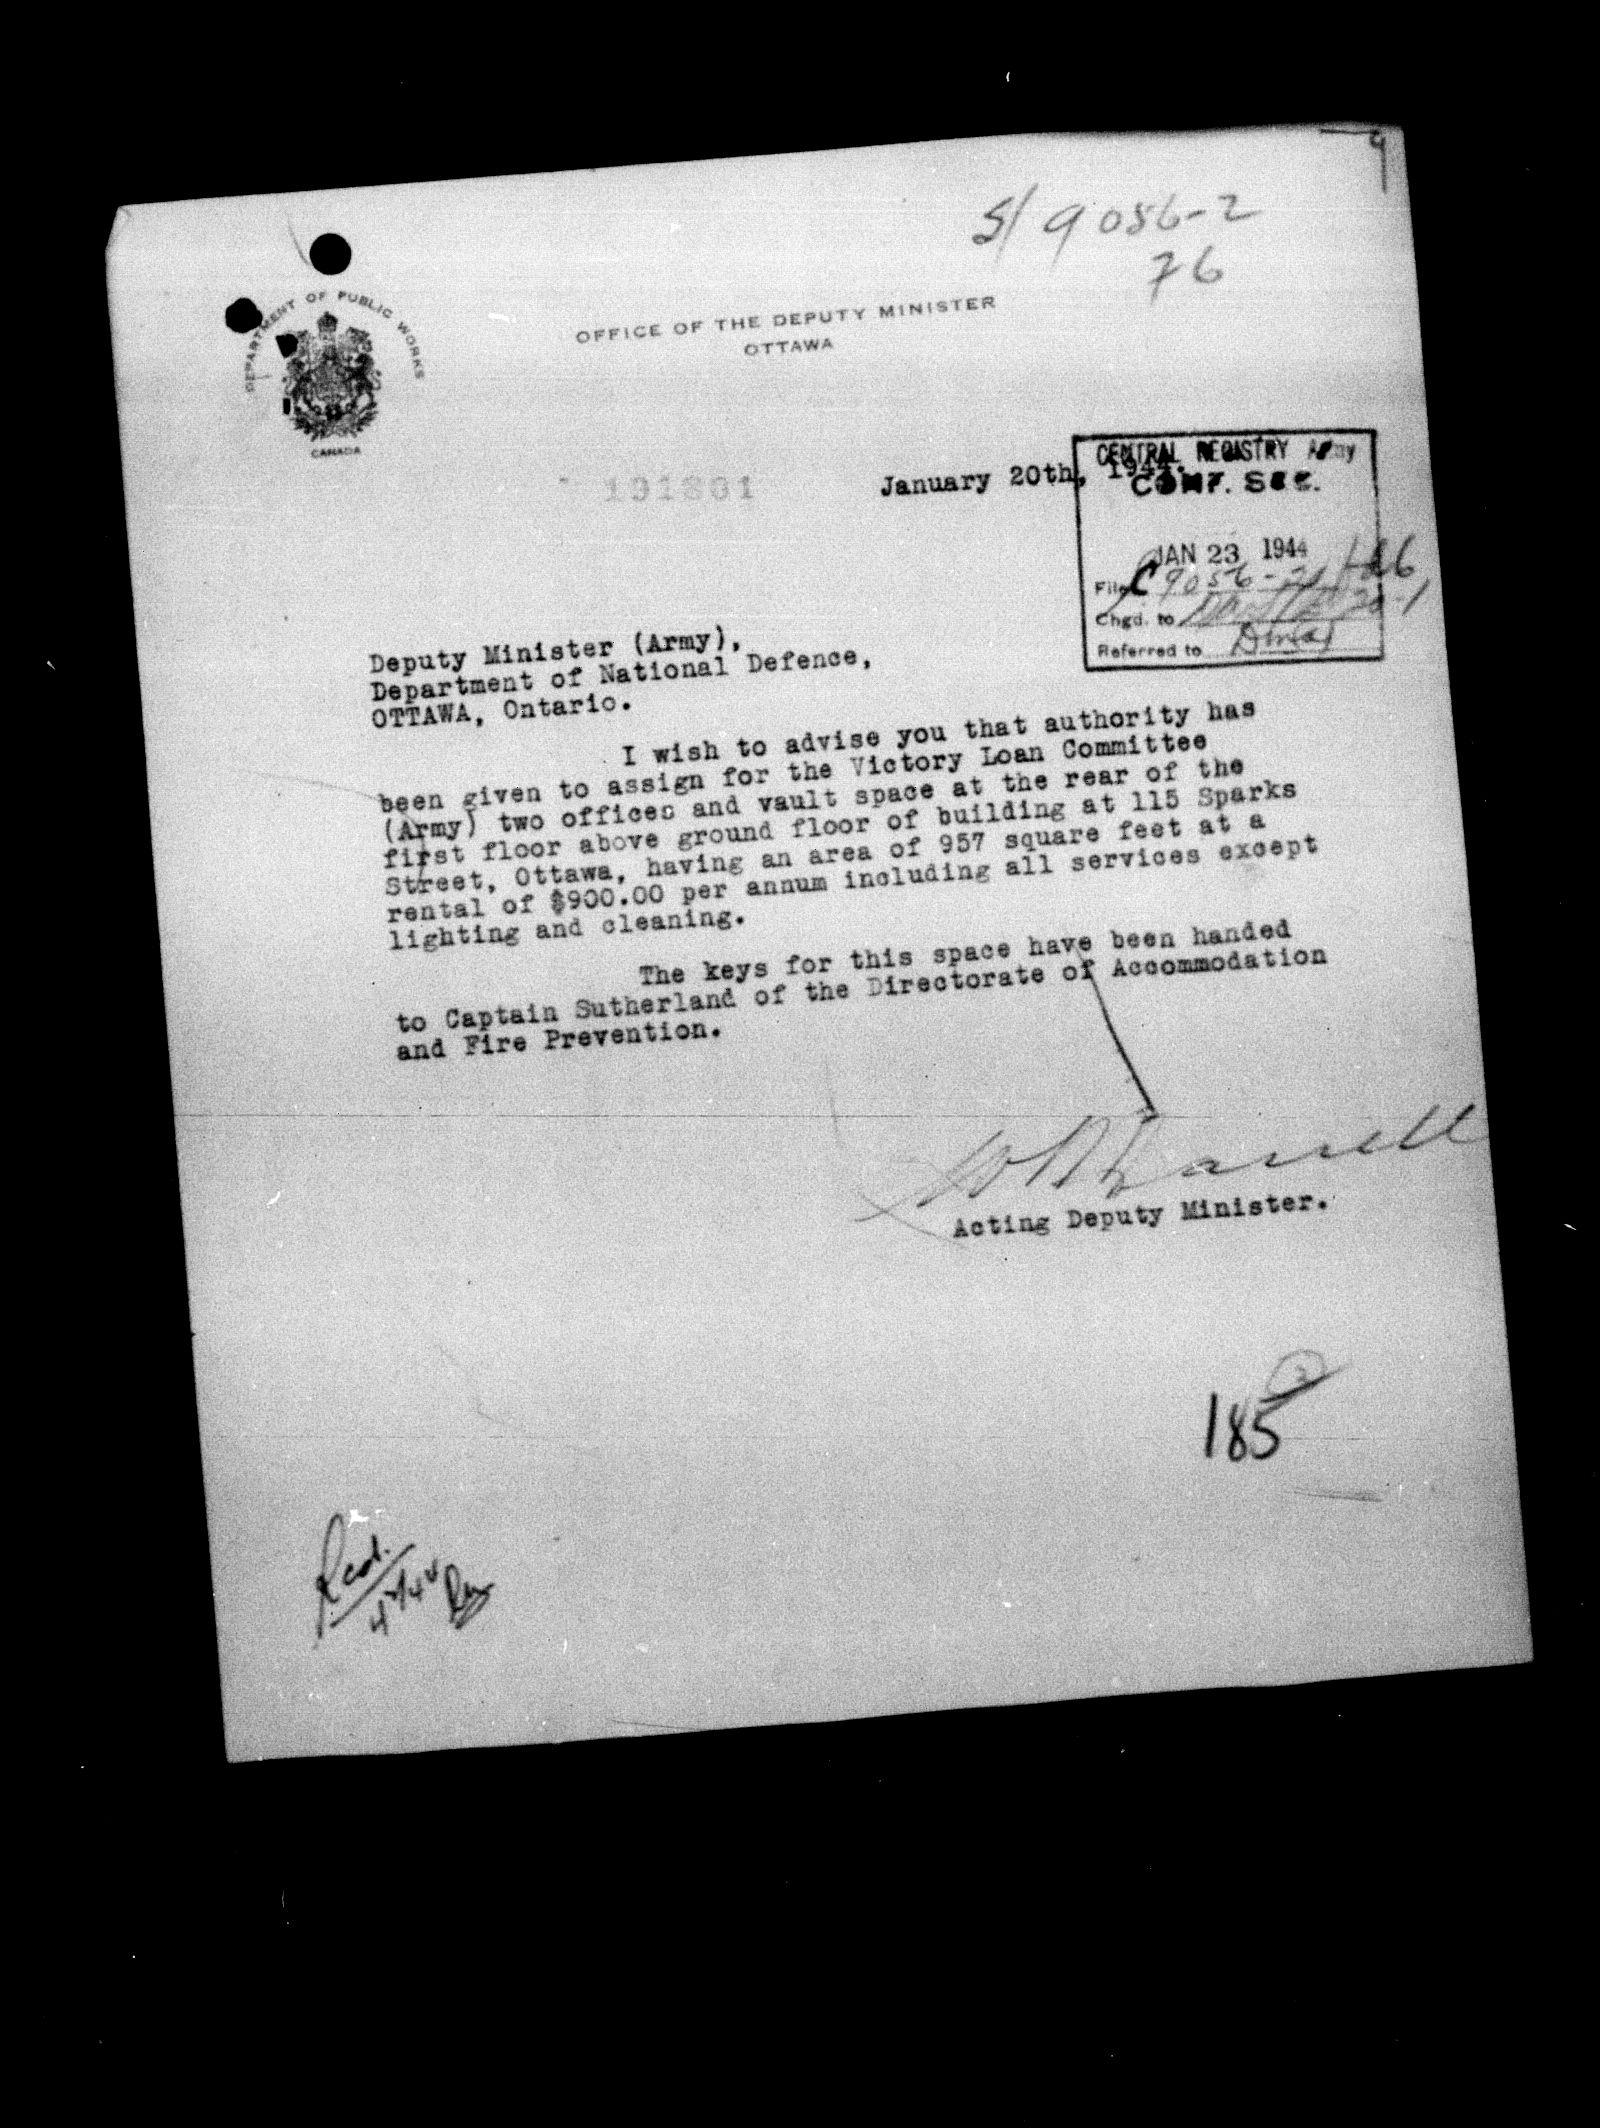 S/ 9056-2
76
DEPARTMENT OF PUBLIC WORKS
CANADA
OFFICE OF THE DEPUTY MINISTER
OTTAWA
January 20th, 1944.
CENTRAL REGISTRY Army
CONF. SEC.
JAN 23 1944
File C 9056-2
Chgd. to
Referred to
Deputy Minister (Army),
Department of National Defence,
OTTAWA, Ontario.
I wish to advise you that authority has
been given to assign for the Victory Loan Committee
(Army) two offices and vault space at the rear of the
first floor above ground floor of building at 115 Sparks
Street, Ottawa, having an area of 957 square feet at a
rental of $900.00 per annum including all services except
lighting and cleaning.
The keys for this space have been handed
to Captain Sutherland of the Directorate of Accommodation
and Fire Prevention.
Acting Deputy Minister.
2
185